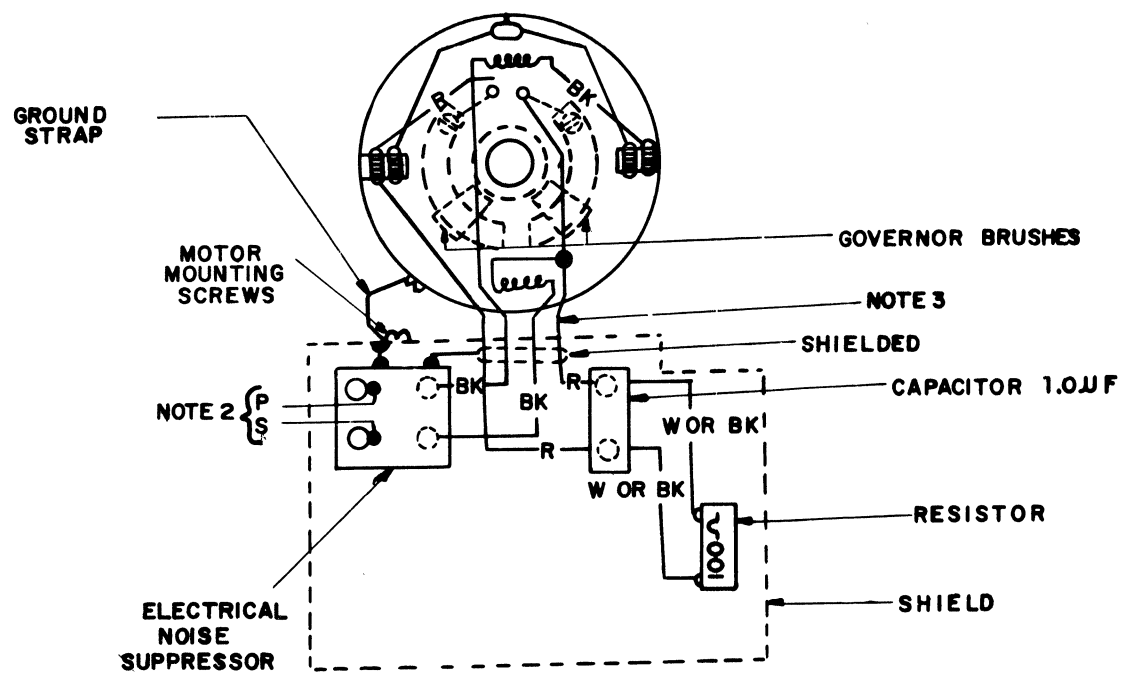 R
BK
GROUND
STRAP
GOVERNOR BRUSHES
MOTOR
MOUNTING
SCREWS
NOTE 3
SHIELDED
BK
R
CAPACITOR 1.0UF
NOTE 2 { P
S
BK
W OR BK
R
W OR BK
100Ω
RESISTOR
SHIELD
ELECTRICAL
NOISE
SUPPRESSOR